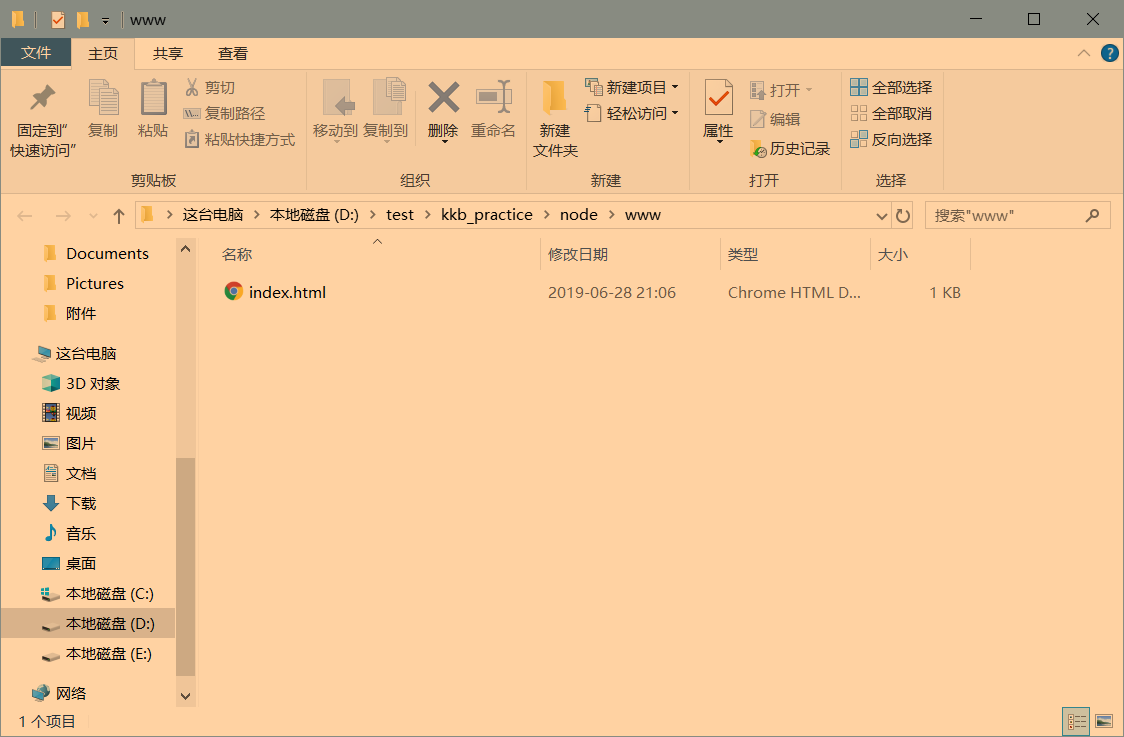 www
文件 主页 共享 查看
固定到"快速访问"
复制
粘贴
剪切
复制路径
粘贴快捷方式
剪贴板
移动到
复制到
删除
重命名
组织
新建文件夹
新建项目
轻松访问
新建
属性
打开
编辑
历史记录
打开
全部选择
全部取消
反向选择
选择
这台电脑 > 本地磁盘 (D:) > test > kkb_practice > node > www
搜索"www"
Documents
Pictures
附件
这台电脑
3D 对象
视频
图片
文档
下载
音乐
桌面
本地磁盘 (C:)
本地磁盘 (D:)
本地磁盘 (E:)
网络
名称 修改日期 类型 大小
index.html 2019-06-28 21:06 Chrome HTML D... 1 KB
1 个项目